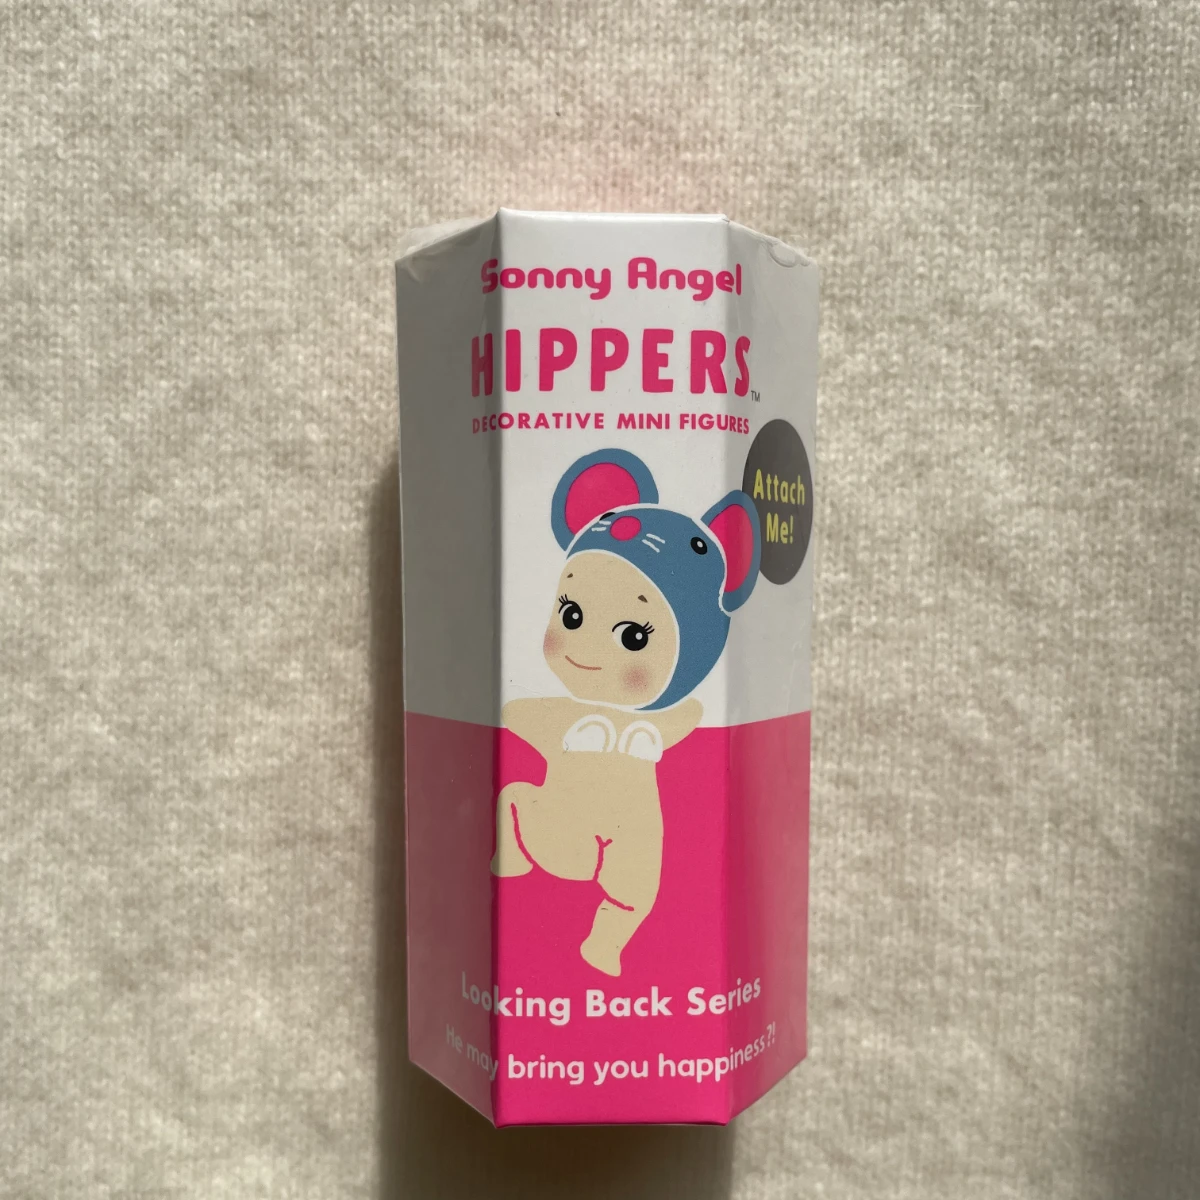 Sonny Angel
HIPPERS™
DECORATIVE MINI FIGURES
Attach
Me!
Looking Back Series
He may bring you happiness?!